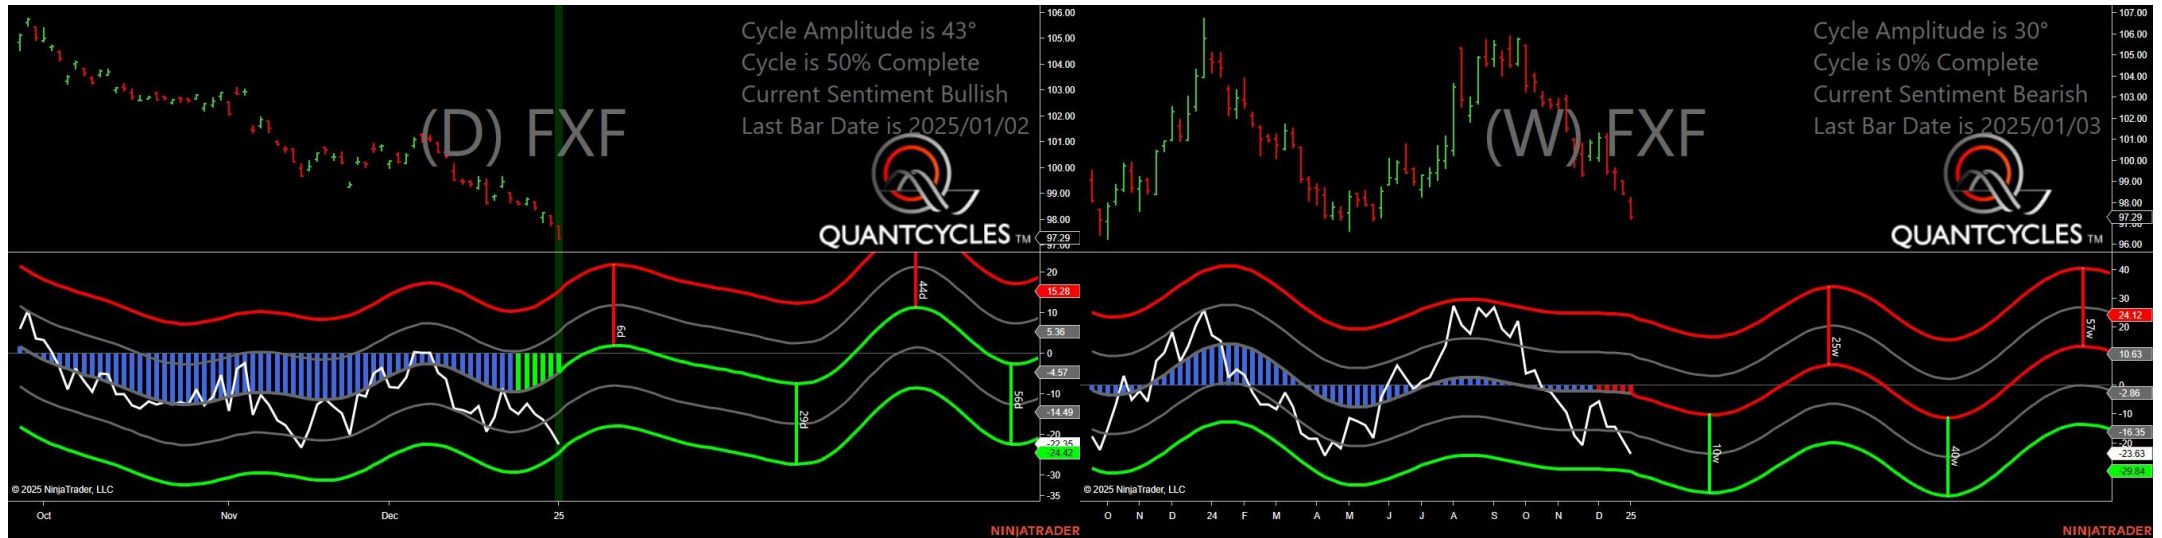 Cycle Amplitude is 43°
Cycle is 50% Complete
Current Sentiment Bullish
Last Bar Date is 2025/01/02
(D) FXF
QUANTCYCLES TM
106.00
105.00
104.00
103.00
102.00
101.00
100.00
99.00
98.00
97.29
97.00
20
15.28
10
5.36
0
-4.57
-10
-14.49
-20
-22.35
-24.42
-30
-35
6d
29d
44d
56d
© 2025 NinjaTrader, LLC
Oct
Nov
Dec
25
NINJATRADER
Cycle Amplitude is 30°
Cycle is 0% Complete
Current Sentiment Bearish
Last Bar Date is 2025/01/03
(W) FXF
QUANTCYCLES TM
107.00
106.00
105.00
104.00
103.00
102.00
101.00
100.00
99.00
98.00
97.29
97.00
96.00
40
30
24.12
20
10.63
0
-2.86
-10
-16.35
-20
-23.63
-29.84
10w
25w
40w
57w
© 2025 NinjaTrader, LLC
O
N
D
24
F
M
A
M
J
J
A
S
O
N
D
25
NINJATRADER